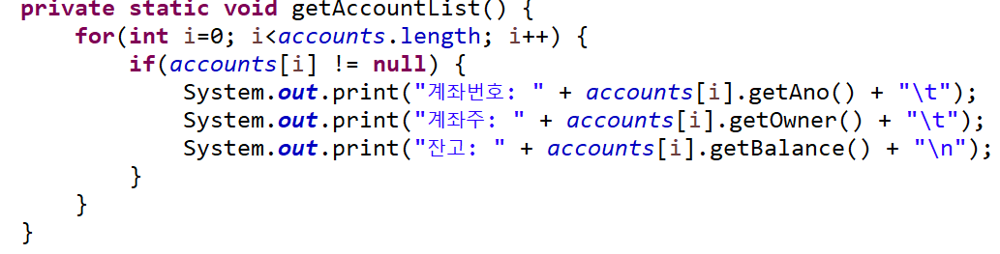 private static void getAccountList() {
for(int i=0; i<accounts.length; i++) {
if(accounts[i] != null) {
System.out.print("계좌번호: " + accounts[i].getAno() + "\t");
System.out.print("계좌주: " + accounts[i].getOwner() + "\t");
System.out.print("잔고: " + accounts[i].getBalance() + "\n");
}
}
}